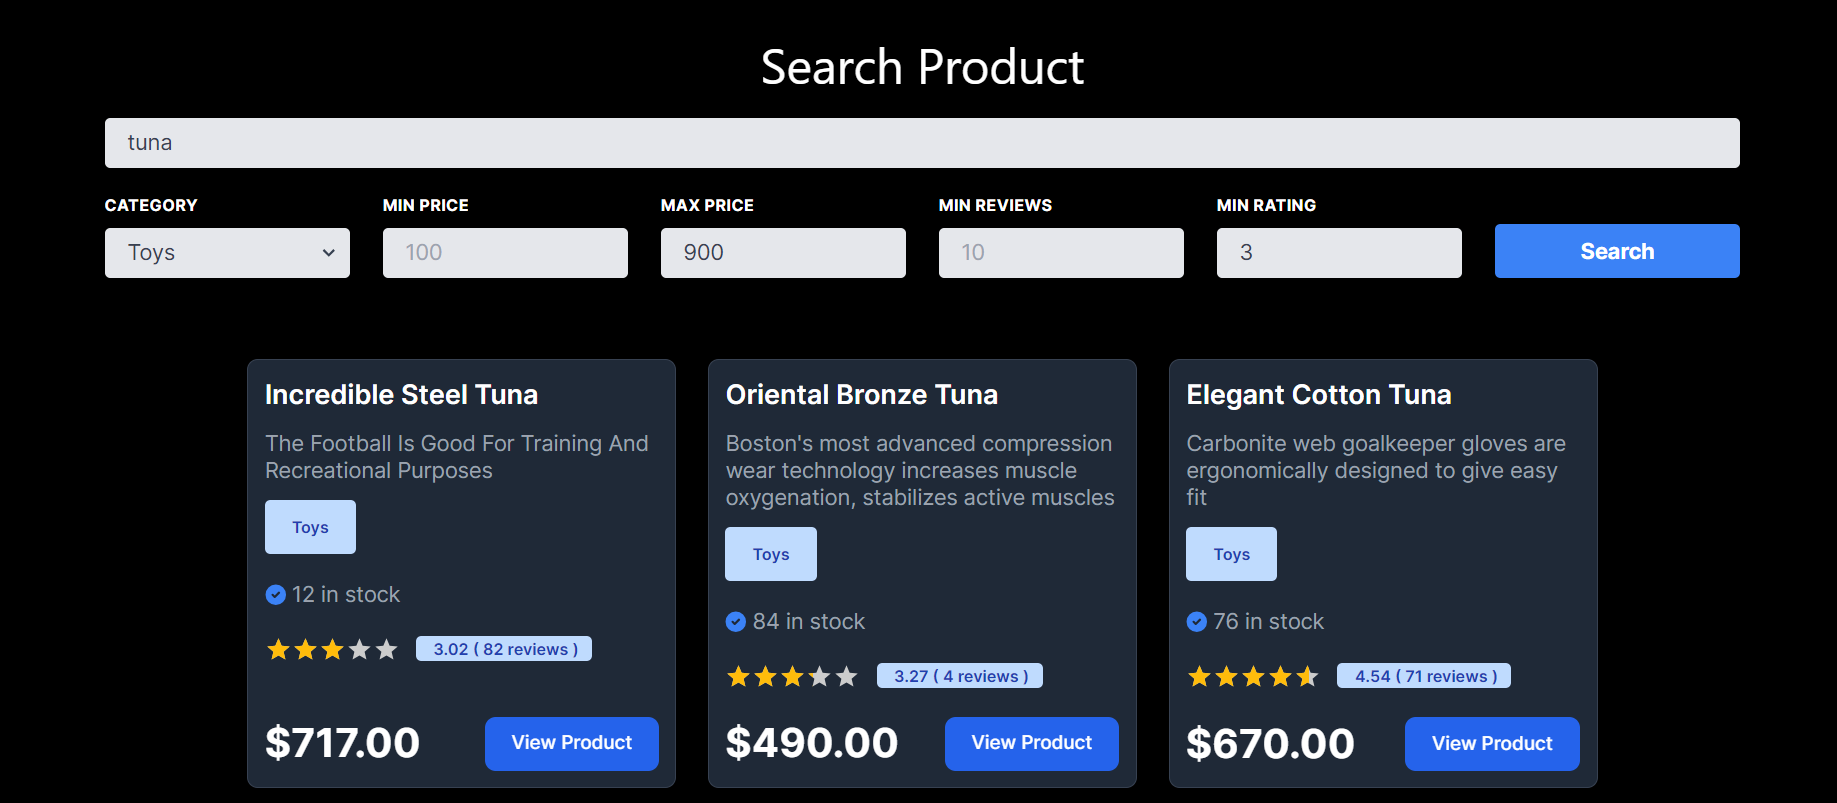 Search Product
tuna
CATEGORY
MIN PRICE
MAX PRICE
MIN REVIEWS
MIN RATING
Toys
100
900
10
3
Search
Incredible Steel Tuna
The Football Is Good For Training And
Recreational Purposes
Toys
12 in stock
3.02 ( 82 reviews )
$717.00
View Product
Oriental Bronze Tuna
Boston's most advanced compression
wear technology increases muscle
oxygenation, stabilizes active muscles
Toys
84 in stock
3.27 ( 4 reviews )
$490.00
View Product
Elegant Cotton Tuna
Carbonite web goalkeeper gloves are
ergonomically designed to give easy
fit
Toys
76 in stock
4.54 ( 71 reviews )
$670.00
View Product